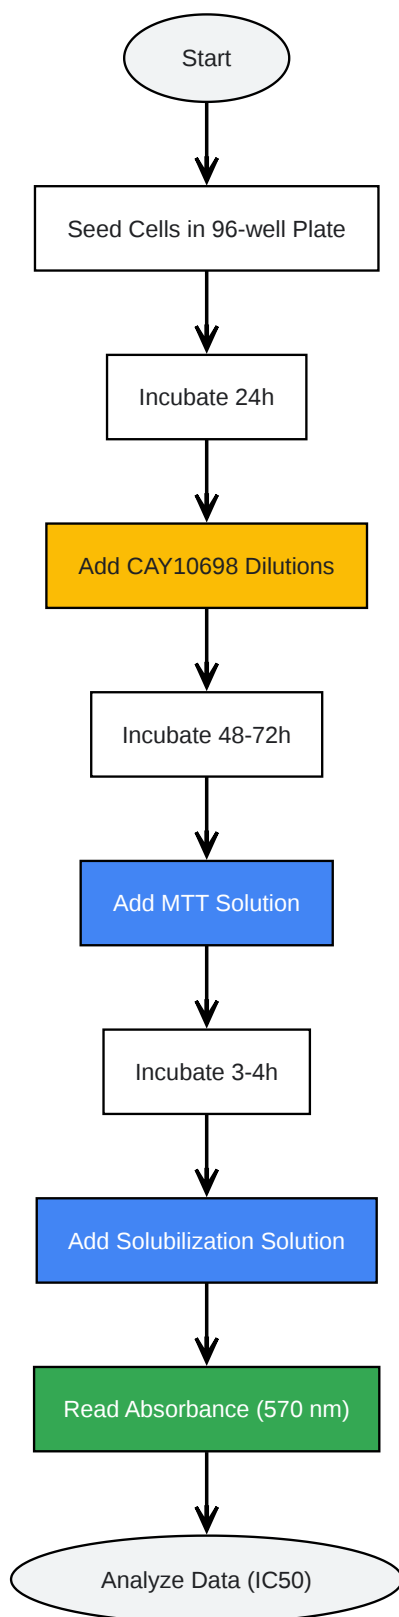 Start
Seed Cells in 96-well Plate
Incubate 24h
Add CAY10698 Dilutions
Incubate 48-72h
Add MTT Solution
Incubate 3-4h
Add Solubilization Solution
Read Absorbance (570 nm)
Analyze Data (IC50)